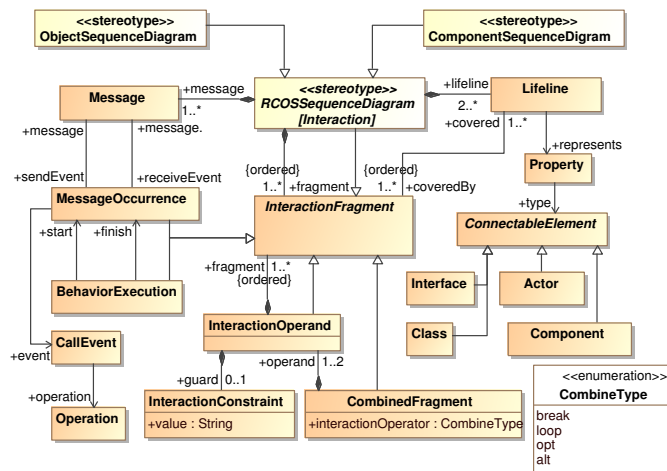 <<stereotype>>
ObjectSequenceDiagram
<<stereotype>>
ComponentSequenceDigram
Message
+message
1..*
<<stereotype>>
RCOSSequenceDiagram
[Interaction]
+lifeline
2..*
Lifeline
+covered
1..*
+message
+message.
+sendEvent
+receiveEvent
{ordered}
1..*
+fragment
{ordered}
1..*
+coveredBy
+represents
Property
+type
MessageOccurrence
+start
+finish
InteractionFragment
ConnectableElement
BehaviorExecution
+fragment
1..*
{ordered}
Interface
Actor
Class
Component
CallEvent
+event
InteractionOperand
+guard
0..1
+operand
1..2
+operation
Operation
InteractionConstraint
+value : String
CombinedFragment
+interactionOperator : CombineType
<<enumeration>>
CombineType
break
loop
opt
alt